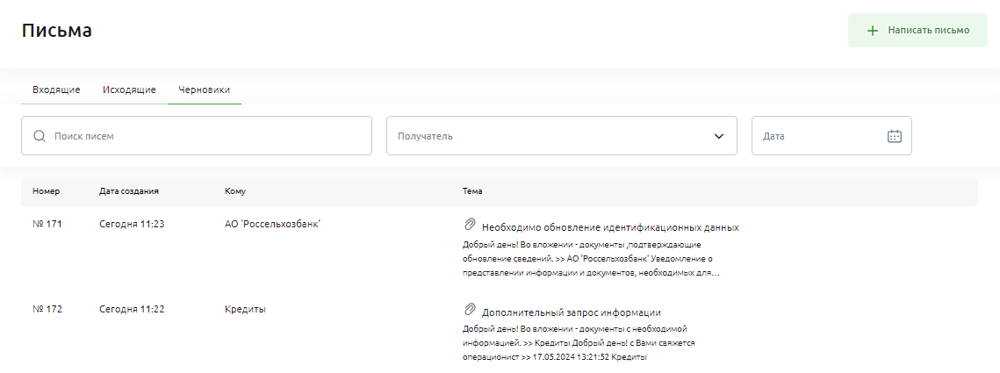 Письма
Написать письмо
Входящие Исходящие Черновики
Поиск писем Получатель Дата
Номер Дата создания Кому Тема
№ 171 Сегодня 11:23 АО 'Россельхозбанк' Необходимо обновление идентификационных данных
Добрый день! Во вложении - документы ,подтверждающие
обновление сведений. >> АО 'Россельхозбанк' Уведомление о
представлении информации и документов, необходимых для...
№ 172 Сегодня 11:22 Кредиты Дополнительный запрос информации
Добрый день! Во вложении - документы с необходимой
информацией. >> Кредиты Добрый день! с Вами свяжется
операционист >> 17.05.2024 13:21:52 Кредиты